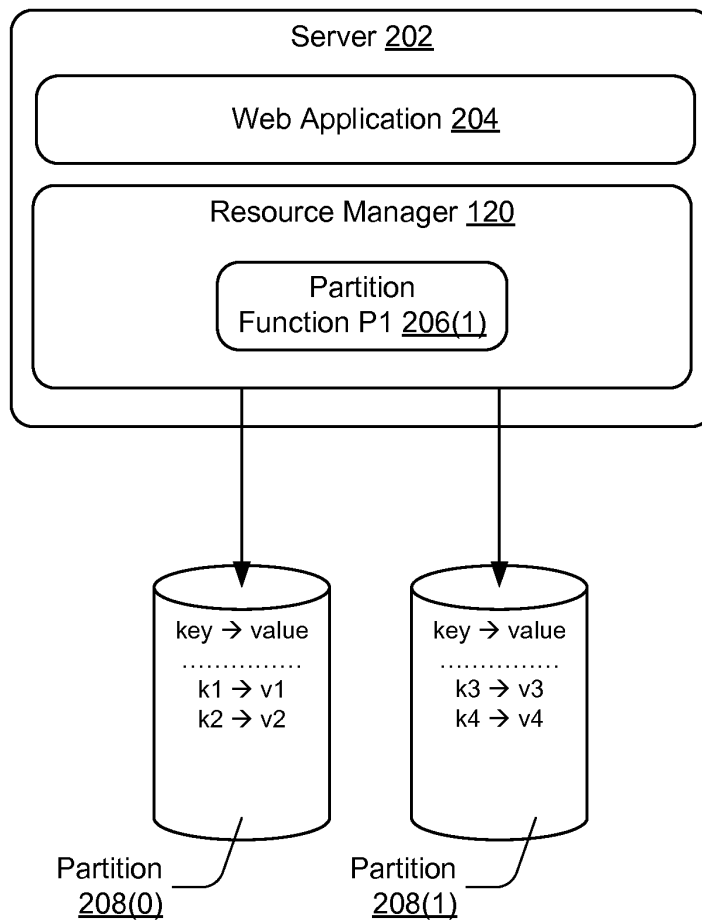 Server 202
Web Application 204
Resource Manager 120
Partition
Function P1 206(1)
key → value
...............
k1 → v1
k2 → v2
key → value
...............
k3 → v3
k4 → v4
Partition
208(0)
Partition
208(1)